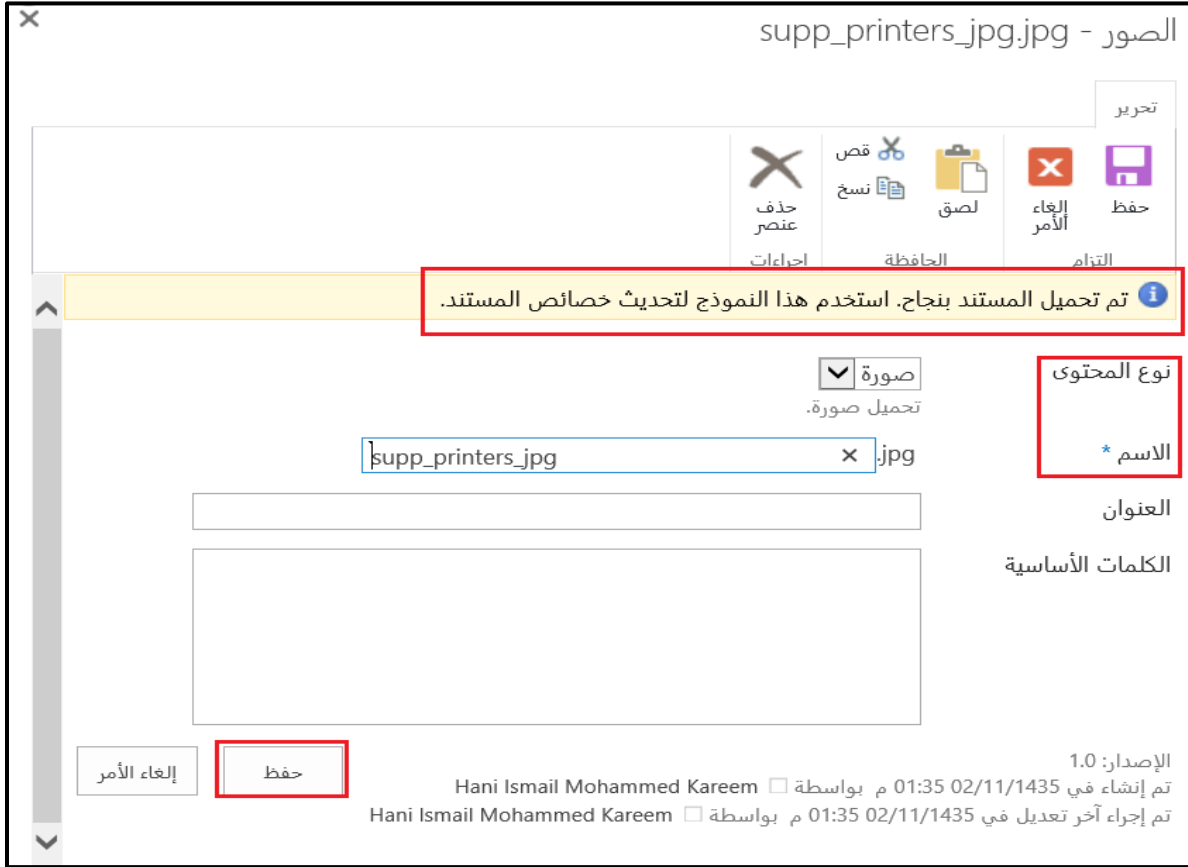 الصور - supp_printers_jpg.jpg
تحرير
حفظ
إلغاء الأمر
لصق
قص
نسخ
حذف عنصر
التزام
الحافظة
إجراءات
تم تحميل المستند بنجاح. استخدم هذا النموذج لتحديث خصائص المستند.
نوع المحتوى
صورة
تحميل صورة.
الاسم *
supp_printers_jpg .jpg
العنوان
الكلمات الأساسية
الإصدار: 1.0
تم إنشاء في 02/11/1435 01:35 م بواسطة Hani Ismail Mohammed Kareem
تم إجراء آخر تعديل في 02/11/1435 01:35 م بواسطة Hani Ismail Mohammed Kareem
حفظ
إلغاء الأمر